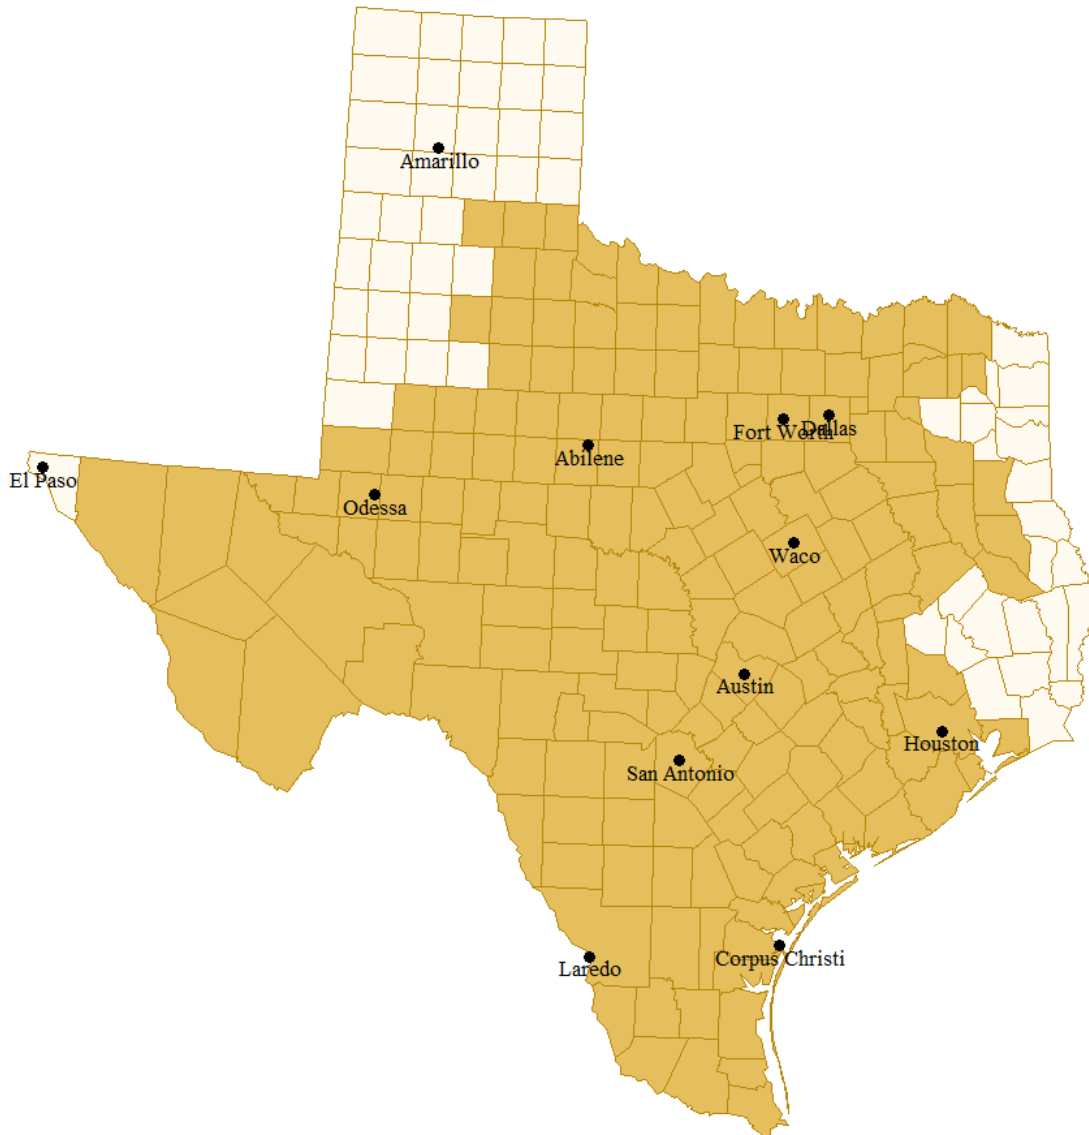 Amarillo
Fort Worth
Dallas
Abilene
El Paso
Odessa
Waco
Austin
Houston
San Antonio
Corpus Christi
Laredo